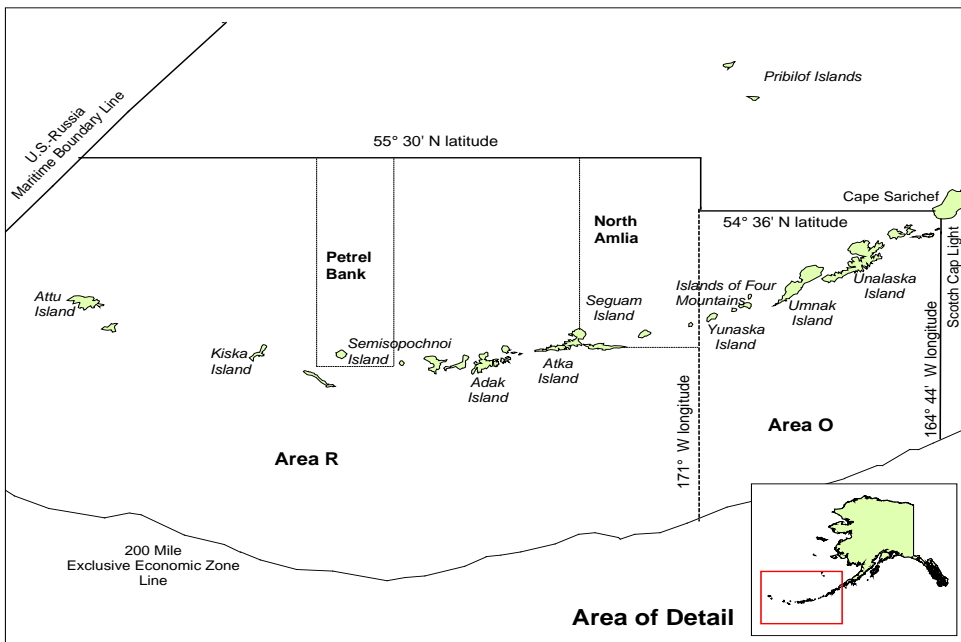 Pribilof Islands
U.S.-Russia
Maritime Boundary Line
55° 30' N latitude
Cape Sarichef
54° 36' N latitude
North
Amlia
Petrel
Bank
Scotch Cap Light
Attu
Island
Islands of Four
Mountains
Unalaska
Island
Seguam
Island
Umnak
Island
Yunaska
Island
Kiska
Island
Semisopochnoi
Island
Adak
Island
Atka
Island
164° 44'  W longitude
171°  W longitude
Area O
Area R
200 Mile
Exclusive Economic Zone
Line
Area of Detail